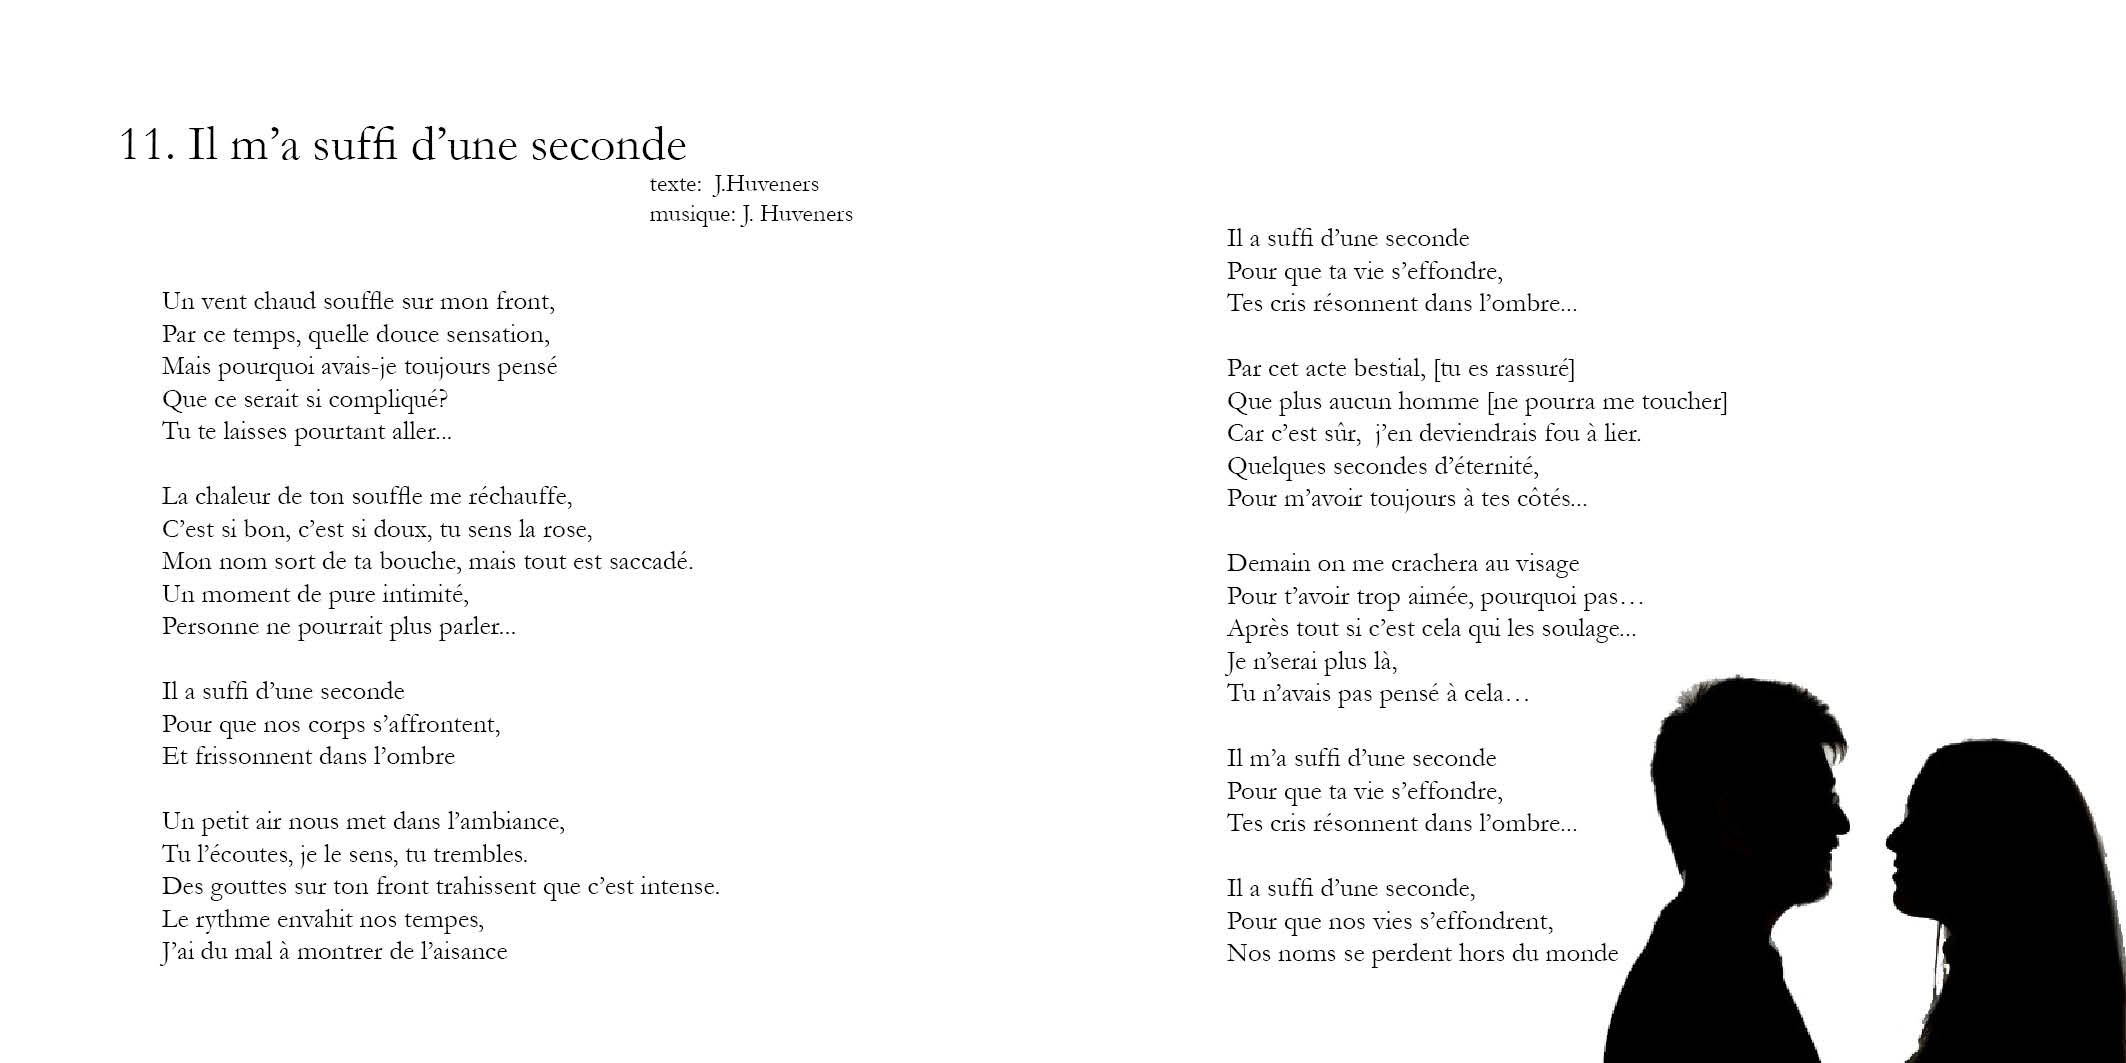 11. Il m’a suffi d’une seconde
texte:  J.Huveners
musique: J. Huveners
Un vent chaud souffle sur mon front,
Par ce temps, quelle douce sensation,
Mais pourquoi avais-je toujours pensé
Que ce serait si compliqué?
Tu te laisses pourtant aller...
La chaleur de ton souffle me réchauffe,
C’est si bon, c’est si doux, tu sens la rose,
Mon nom sort de ta bouche, mais tout est saccadé.
Un moment de pure intimité,
Personne ne pourrait plus parler...
Il a suffi d’une seconde
Pour que nos corps s’affrontent,
Et frissonnent dans l’ombre
Un petit air nous met dans l’ambiance,
Tu l’écoutes, je le sens, tu trembles.
Des gouttes sur ton front trahissent que c’est intense.
Le rythme envahit nos tempes,
J’ai du mal à montrer de l’aisance
Il a suffi d’une seconde
Pour que ta vie s’effondre,
Tes cris résonnent dans l’ombre...
Par cet acte bestial, [tu es rassuré]
Que plus aucun homme [ne pourra me toucher]
Car c’est sûr,  j’en deviendrais fou à lier.
Quelques secondes d’éternité,
Pour m’avoir toujours à tes côtés...
Demain on me crachera au visage
Pour t’avoir trop aimée, pourquoi pas…
Après tout si c’est cela qui les soulage...
Je n’serai plus là,
Tu n’avais pas pensé à cela…
Il m’a suffi d’une seconde
Pour que ta vie s’effondre,
Tes cris résonnent dans l’ombre...
Il a suffi d’une seconde,
Pour que nos vies s’effondrent,
Nos noms se perdent hors du monde